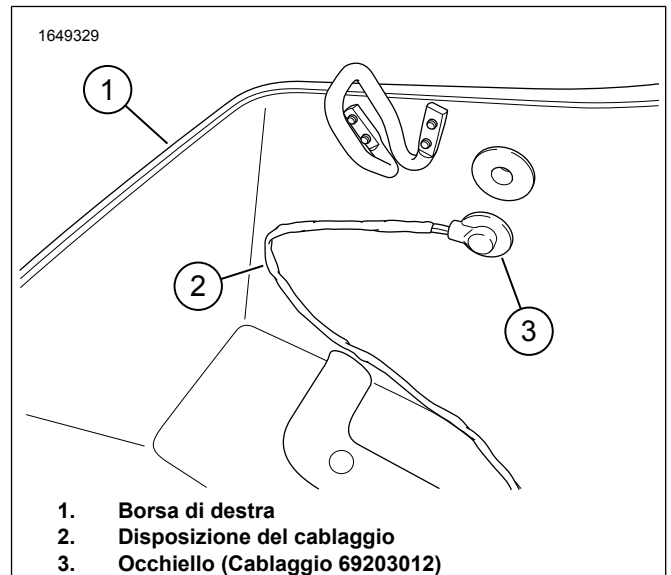 1649329
1
2
3
1. Borsa di destra
2. Disposizione del cablaggio
3. Occhiello (Cablaggio 69203012)